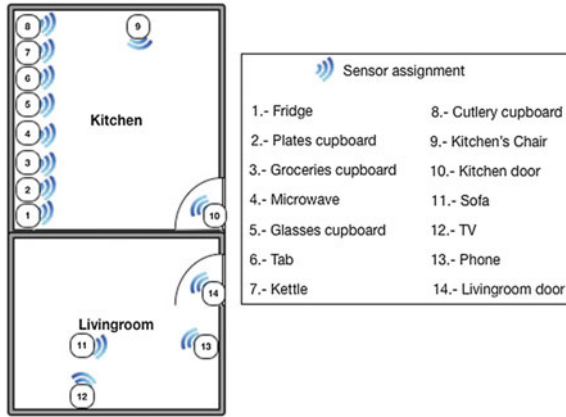 8
7
6
5
4
3
2
1
9
Kitchen
10
14
Livingroom
11
13
12
Sensor assignment
1.- Fridge
2.- Plates cupboard
3.- Groceries cupboard
4.- Microwave
5.- Glasses cupboard
6.- Tab
7.- Kettle
8.- Cutlery cupboard
9.- Kitchen's Chair
10.- Kitchen door
11.- Sofa
12.- TV
13.- Phone
14.- Livingroom door